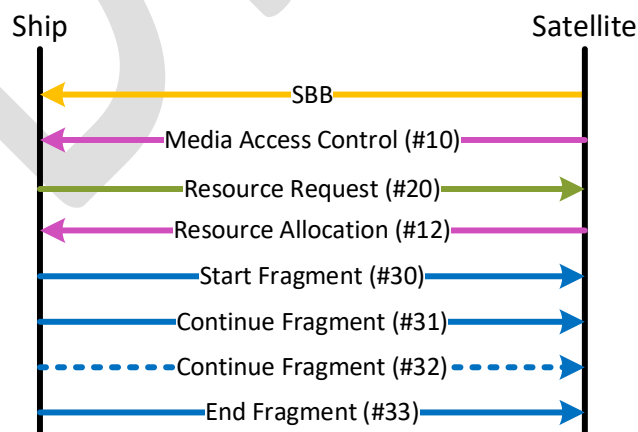 Ship Satellite
SBB
Media Access Control (#10)
Resource Request (#20)
Resource Allocation (#12)
Start Fragment (#30)
Continue Fragment (#31)
Continue Fragment (#32)
End Fragment (#33)